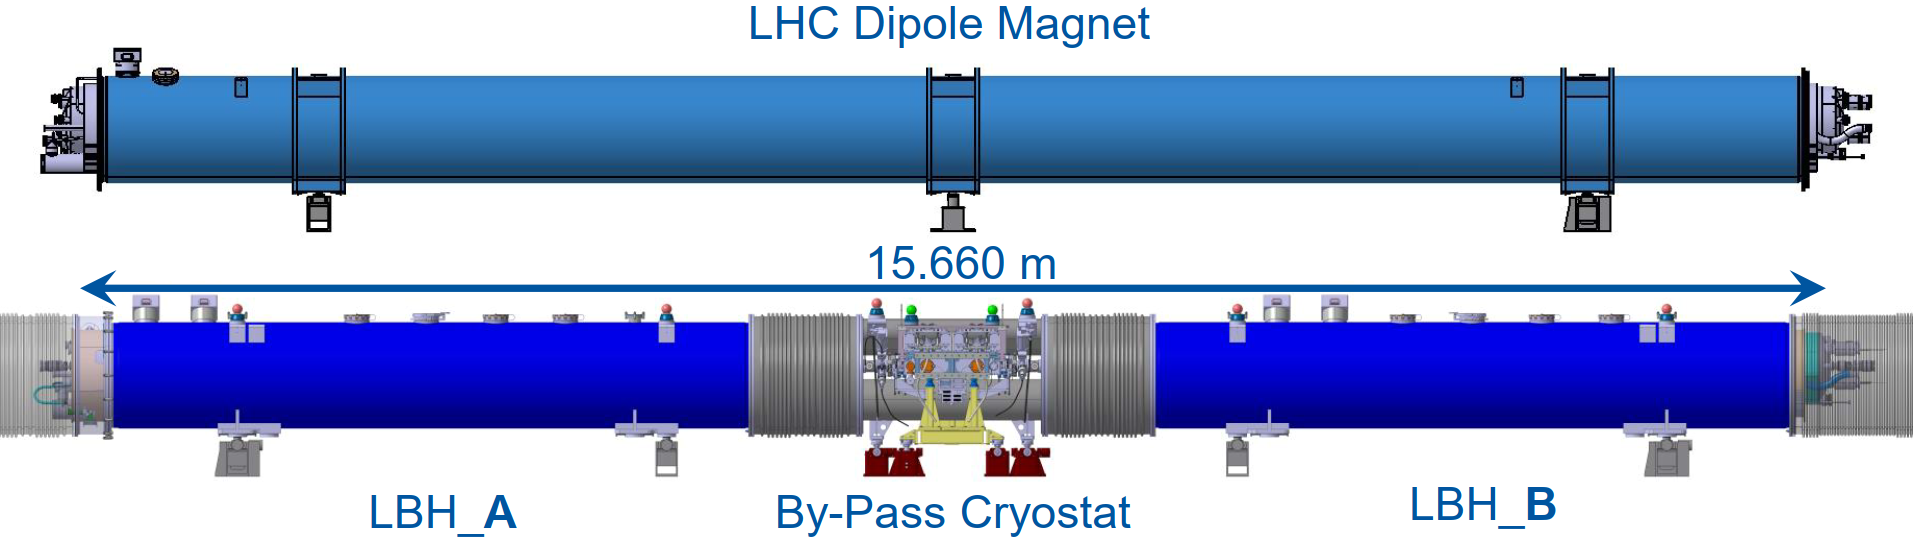 LHC Dipole Magnet
15.660 m
LBH_A
By-Pass Cryostat
LBH_B